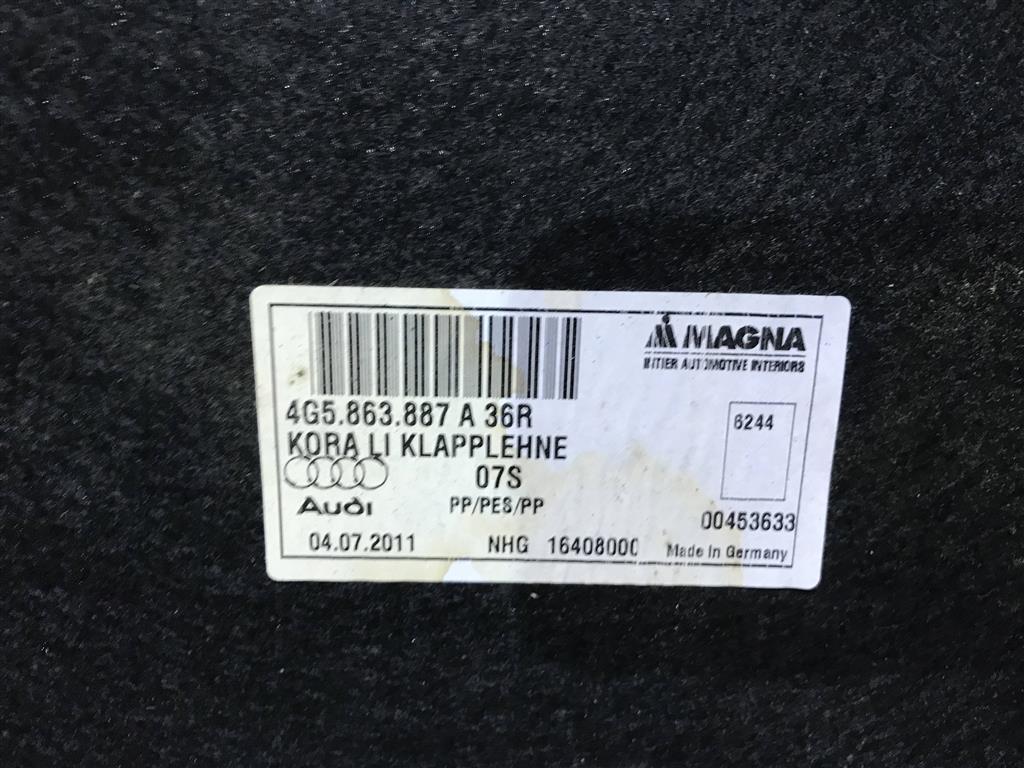 MAGNA
INTIER AUTOMOTIVE INTERIORS
4G5.863.887 A 36R
KORA LI KLAPPLEHNE
6244
07S
Audi
PP/PES/PP
00453633
04.07.2011
NHG 16408000
Made in Germany